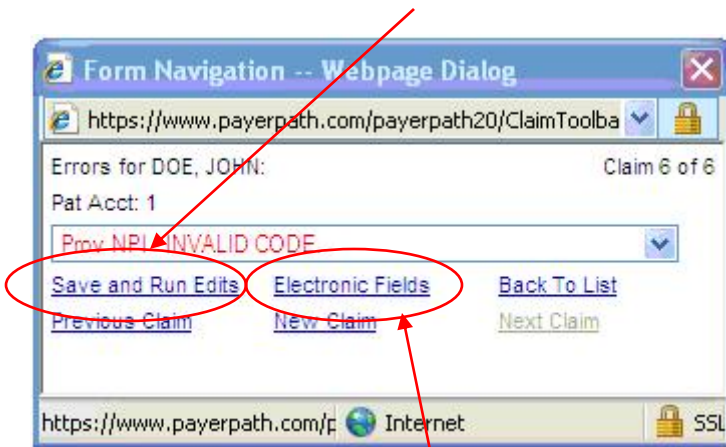 Form Navigation -- Webpage Dialog
https://www.payerpath.com/payerpath20/ClaimToolba
Errors for DOE, JOHN: Claim 6 of 6
Pat Acct: 1
Prov NPI - INVALID CODE
Save and Run Edits Electronic Fields Back To List
Previous Claim New Claim Next Claim
https://www.payerpath.com/p Internet SSL